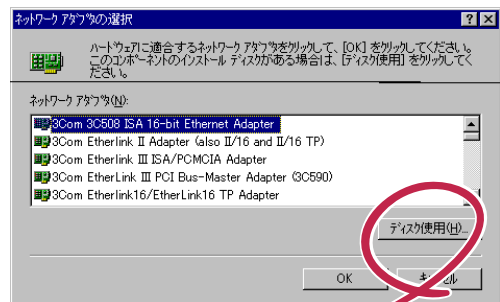 ネットワーク アダプタの選択
ハードウェアに適合するネットワーク アダプタをクリックして、[OK] をクリックしてください。
このコンポーネントのインストール ディスクがある場合は、[ディスク使用] をクリックしてく
ださい。
ネットワーク アダプタ(N):
3Com 3C508 ISA 16-bit Ethernet Adapter
3Com Etherlink II Adapter (also II/16 and II/16 TP)
3Com Etherlink III ISA/PCMCIA Adapter
3Com EtherLink III PCI Bus-Master Adapter (3C590)
3Com Etherlink16/EtherLink16 TP Adapter
ディスク使用(H)...
OK